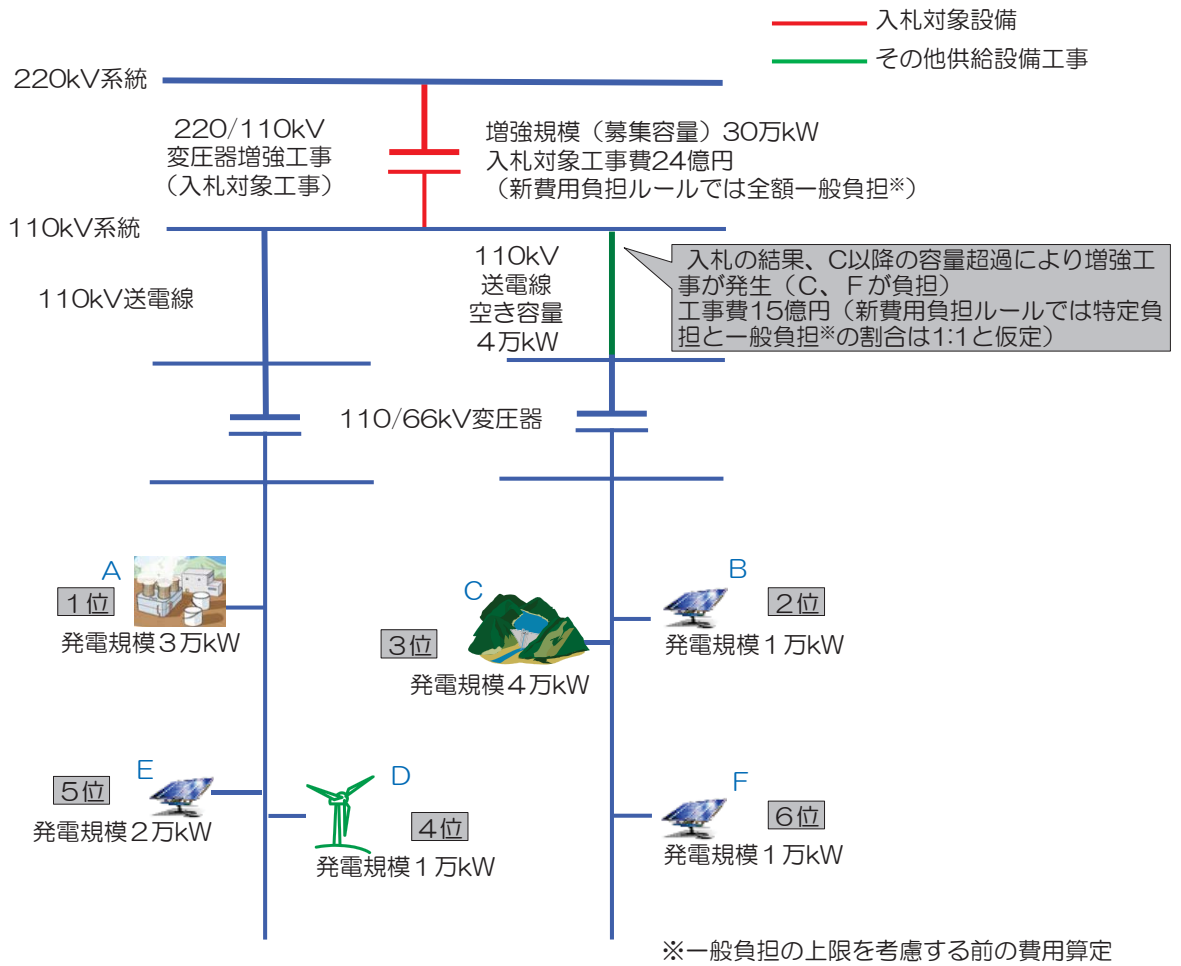 入札対象設備
その他供給設備工事
220kV系統
220/110kV
変圧器増強工事
(入札対象工事)
増強規模（募集容量）30万kW
入札対象工事費24億円
（新費用負担ルールでは全額一般負担※）
110kV系統
110kV送電線
110kV
送電線
空き容量
4万kW
入札の結果、C以降の容量超過により増強工
事が発生（C、Fが負担）
工事費15億円（新費用負担ルールでは特定負
担と一般負担※の割合は1:1と仮定）
110/66kV変圧器
A
1位
発電規模3万kW
B
2位
発電規模1万kW
C
3位
発電規模4万kW
E
5位
発電規模2万kW
D
4位
発電規模1万kW
F
6位
発電規模1万kW
※一般負担の上限を考慮する前の費用算定